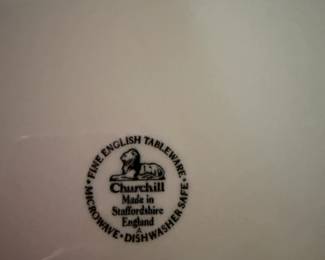 • FINE ENGLISH TABLEWARE •
Churchill
Made in
Staffordshire
England
MICROWAVE • DISHWASHER SAFE